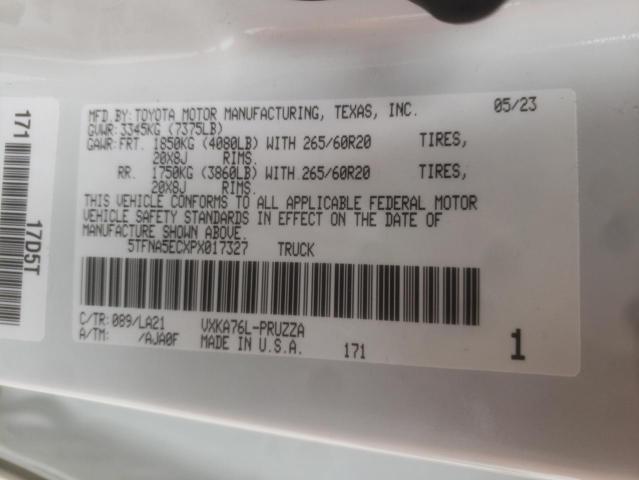 MFD.BY:TOYOTA MOTOR MANUFACTURING, TEXAS, INC. 05/23
GVWR:3345KG (7375LB)
GAWR:FRT. 1850KG (4080LB) WITH 265/60R20 TIRES,
20X8J RIMS.
RR. 1750KG (3860LB) WITH 265/60R20 TIRES,
20X8J RIMS.
THIS VEHICLE CONFORMS TO ALL APPLICABLE FEDERAL MOTOR
VEHICLE SAFETY STANDARDS IN EFFECT ON THE DATE OF
MANUFACTURE SHOWN ABOVE.
5TFNA5ECXPX017327 TRUCK
C/TR:089/LA21 VXKA76L-PRUZZA
A/TM: /AJA0F MADE IN U.S.A. 171 1
171 17D5T